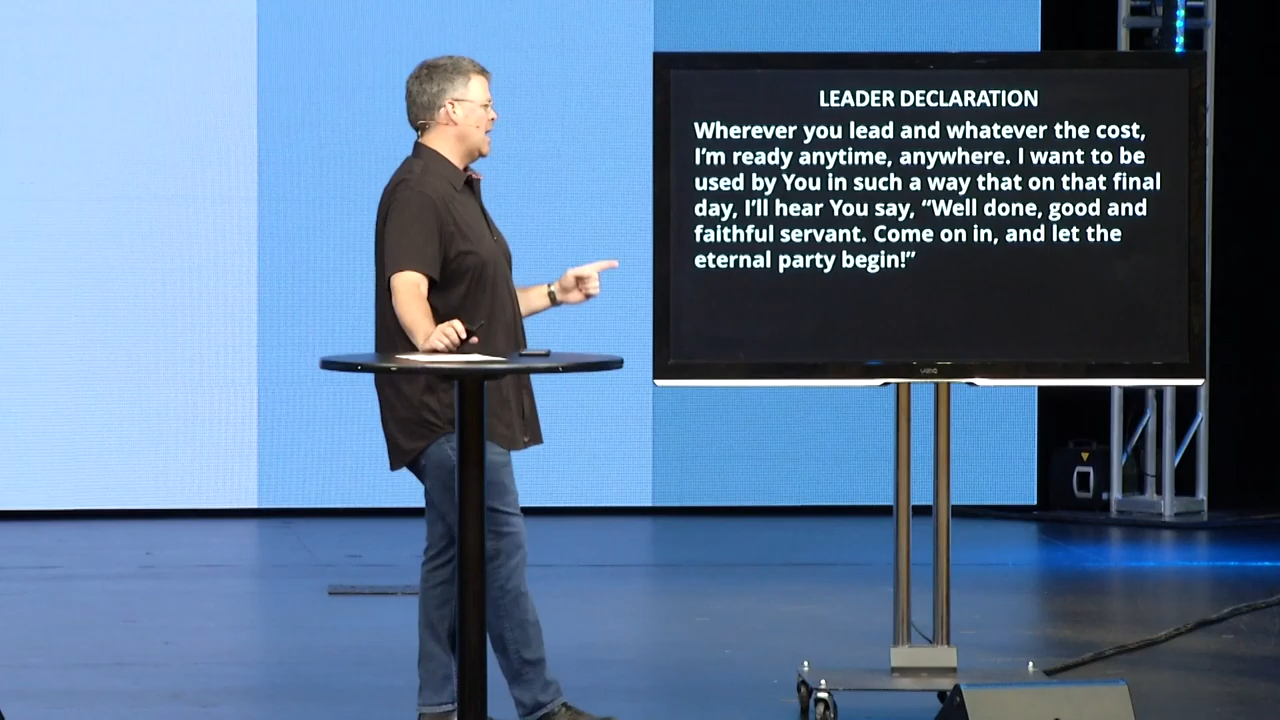 LEADER DECLARATION
Wherever you lead and whatever the cost,
I’m ready anytime, anywhere. I want to be
used by You in such a way that on that final
day, I’ll hear You say, “Well done, good and
faithful servant. Come on in, and let the
eternal party begin!”
VIZIO